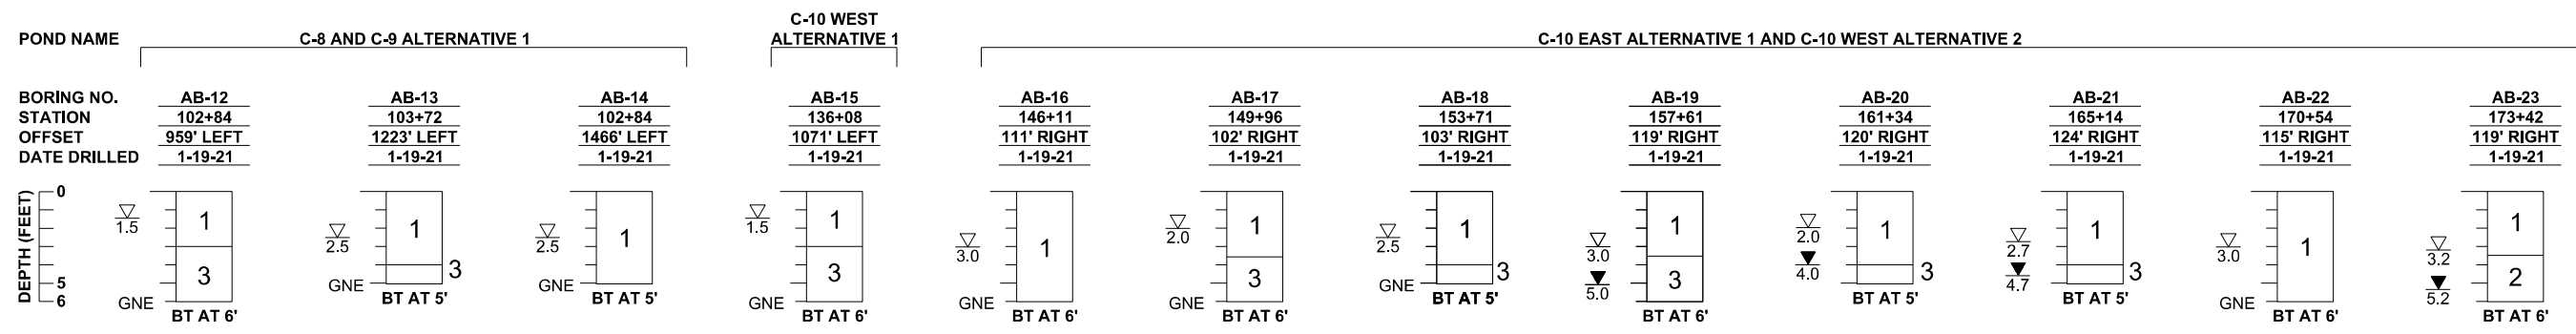 C-10 WEST
POND NAME C-8 AND C-9 ALTERNATIVE 1 ALTERNATIVE 1 C-10 EAST ALTERNATIVE 1 AND C-10 WEST ALTERNATIVE 2
BORING NO. AB-12 AB-13 AB-14 AB-15 AB-16 AB-17 AB-18 AB-19 AB-20 AB-21 AB-22 AB-23
STATION 102+84 103+72 102+84 136+08 146+11 149+96 153+71 157+61 161+34 165+14 170+54 173+42
OFFSET 959' LEFT 1223' LEFT 1466' LEFT 1071' LEFT 111' RIGHT 102' RIGHT 103' RIGHT 119' RIGHT 120' RIGHT 124' RIGHT 115' RIGHT 119' RIGHT
DATE DRILLED 1-19-21 1-19-21 1-19-21 1-19-21 1-19-21 1-19-21 1-19-21 1-19-21 1-19-21 1-19-21 1-19-21 1-19-21
DEPTH (FEET)
0
5
6
1.5
1
3
GNE
BT AT 6'
2.5
1
3
GNE
BT AT 5'
2.5
1
GNE
BT AT 5'
1.5
1
3
GNE
BT AT 6'
3.0
1
GNE
BT AT 6'
2.0
1
3
GNE
BT AT 6'
2.5
1
3
GNE
BT AT 5'
1
3.0
3
5.0
BT AT 6'
2.0
1
4.0
3
BT AT 5'
1
2.7
4.7
3
BT AT 5'
3.0
1
GNE
BT AT 6'
1
3.2
2
5.2
BT AT 6'